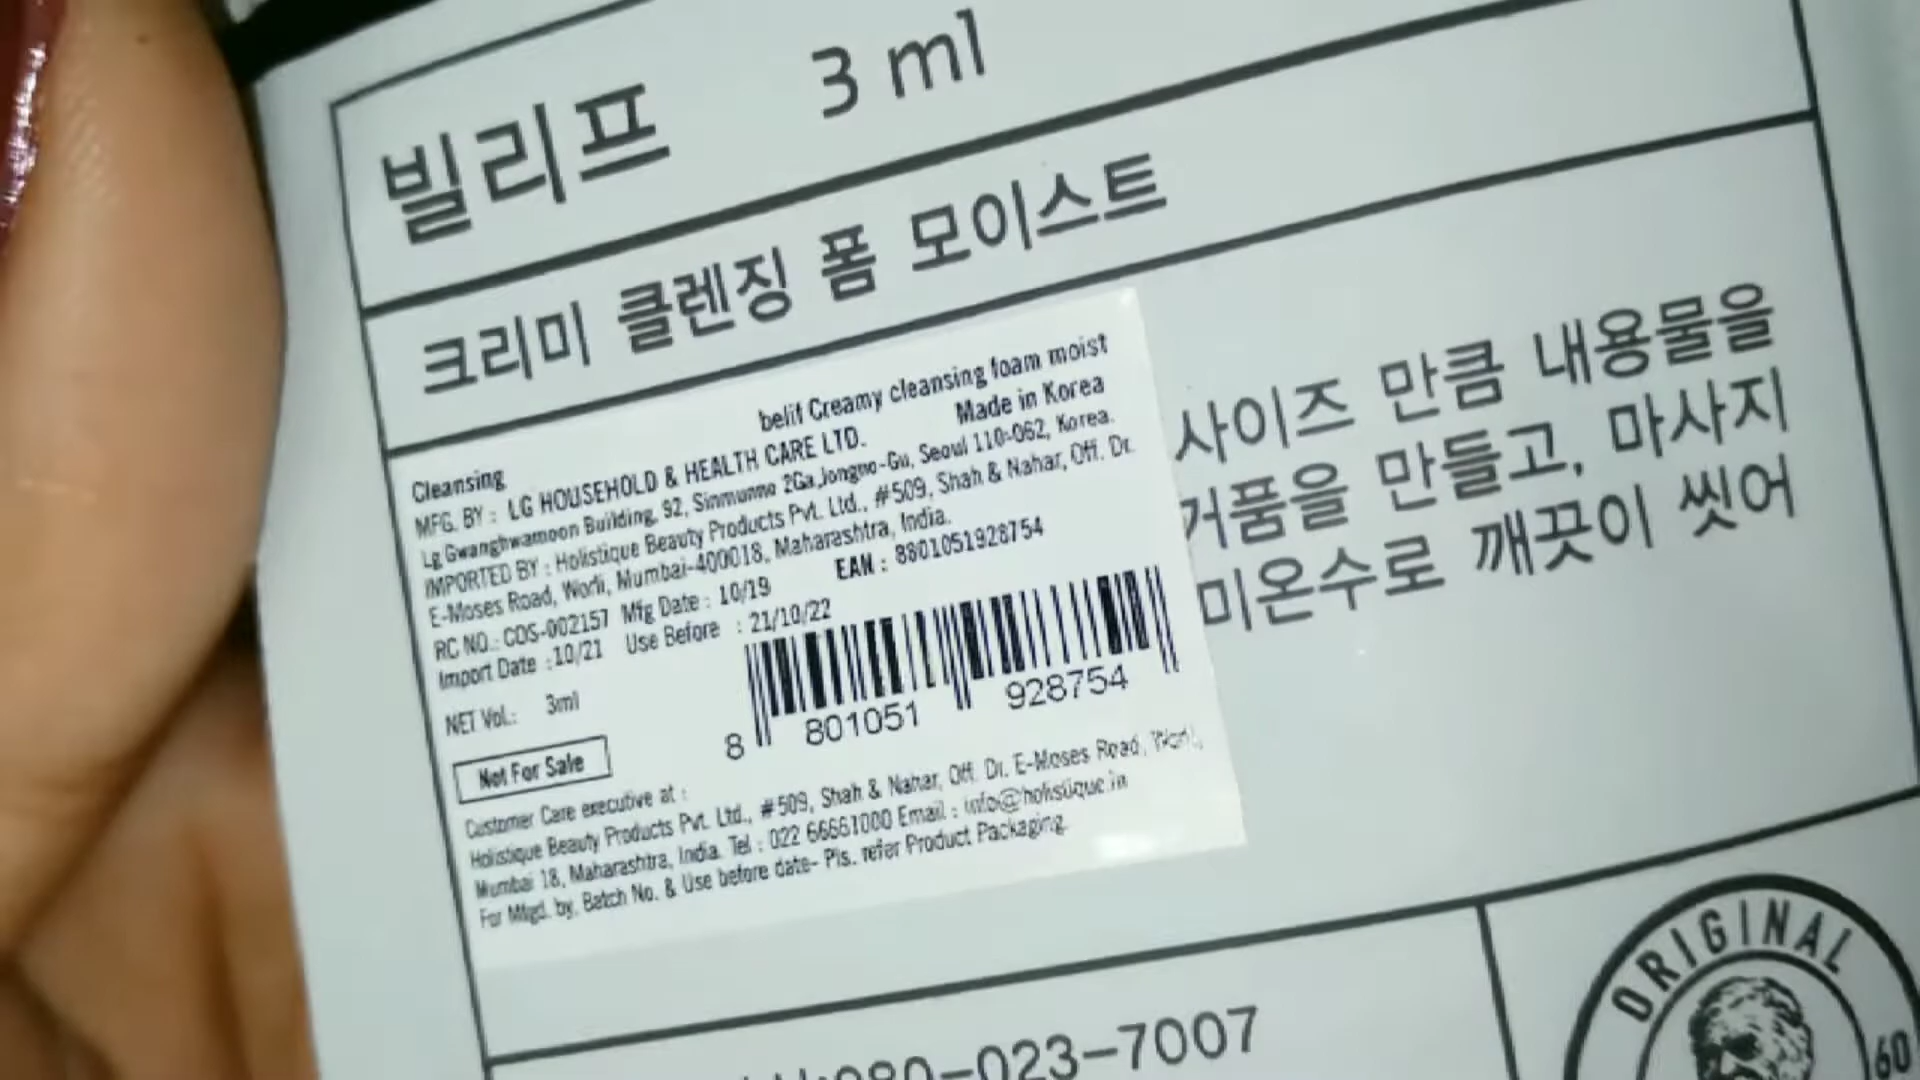 빌리프 3 ml
크리미 클렌징 폼 모이스트
사이즈 만큼 내용물을
거품을 만들고, 마사지
미온수로 깨끗이 씻어
belif Creamy cleansing foam moist
Cleansing Made in Korea
MFG. BY : LG HOUSEHOLD & HEALTH CARE LTD.
Lg Gwanghwamoon Building, 92, Sinmunno 2Ga, Jongno-Gu, Seoul 110-062, Korea.
IMPORTED BY : Holistique Beauty Products Pvt. Ltd., #509, Shah & Nahar, Off. Dr.
E-Moses Road, Worli, Mumbai-400018, Maharashtra, India.
RC NO.: COS-002157 Mfg Date : 10/19 EAN : 8801051928754
Import Date : 10/21 Use Before : 21/10/22
NET Vol.: 3ml
8 801051 928754
Not For Sale
Customer Care executive at :
Holistique Beauty Products Pvt. Ltd., #509, Shah & Nahar, Off. Dr. E-Moses Road, Worli,
Mumbai 18, Maharashtra, India. Tel : 022 66661000 Email : info@holistique.in
For Mfgd. by, Batch No. & Use before date- Pls. refer Product Packaging.
080-023-7007
ORIGINAL
60